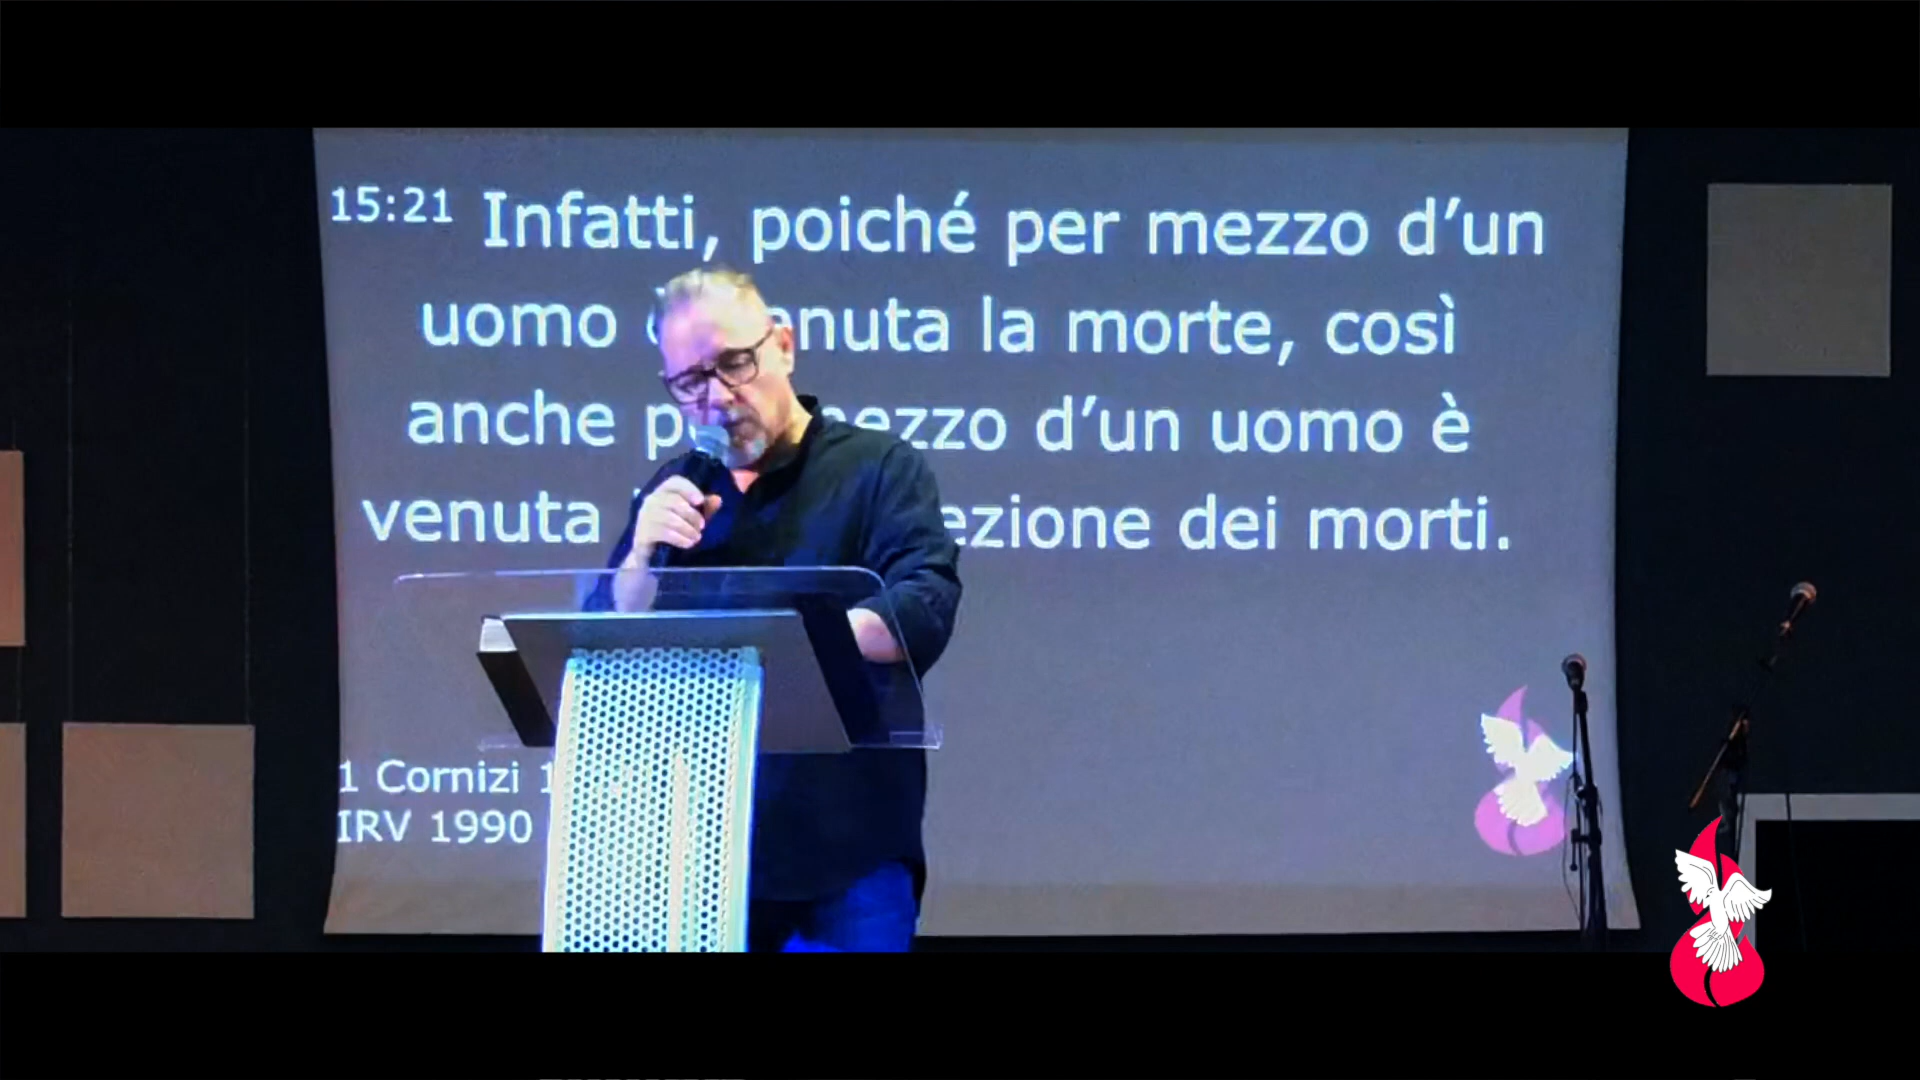 15:21 Infatti, poiché per mezzo d’un
uomo enuta la morte, così
anche p ezzo d’un uomo è
venuta ezione dei morti.
1 Cornizi 1
IRV 1990